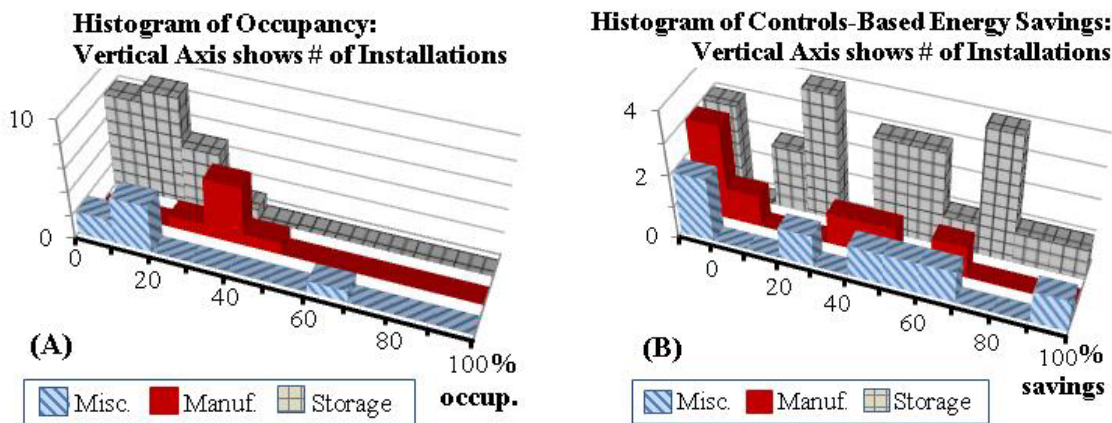 Histogram of Occupancy:
Vertical Axis shows # of Installations
10
0
0
20
40
60
80
100%
occup.
(A)
Misc. Manuf. Storage
Histogram of Controls-Based Energy Savings:
Vertical Axis shows # of Installations
4
2
0
0
20
40
60
80
100%
savings
(B)
Misc. Manuf. Storage